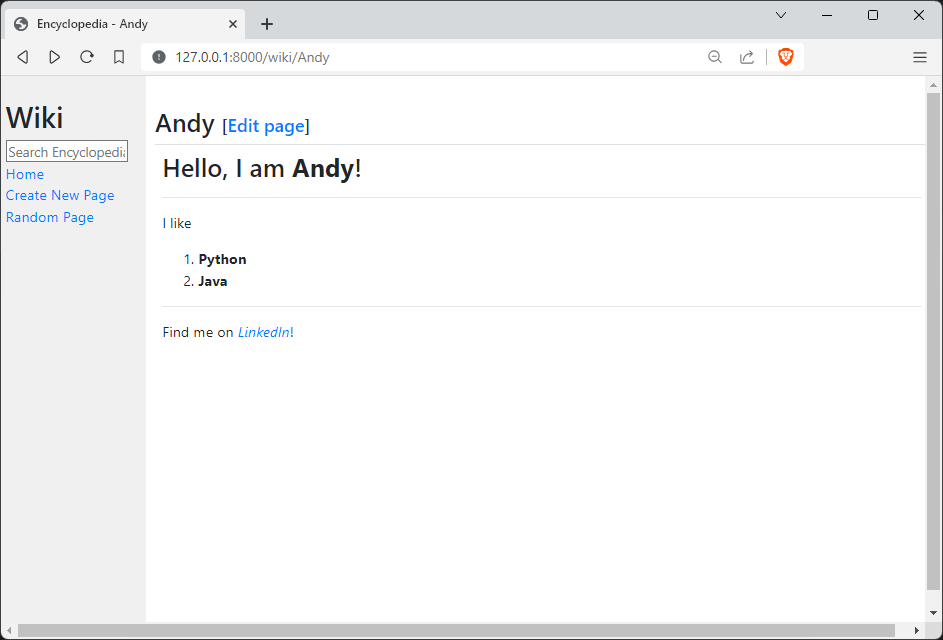 Encyclopedia - Andy
127.0.0.1:8000/wiki/Andy
Wiki
Search Encyclopedia
Home
Create New Page
Random Page
Andy [Edit page]
Hello, I am Andy!
I like
1. Python
2. Java
Find me on LinkedIn!